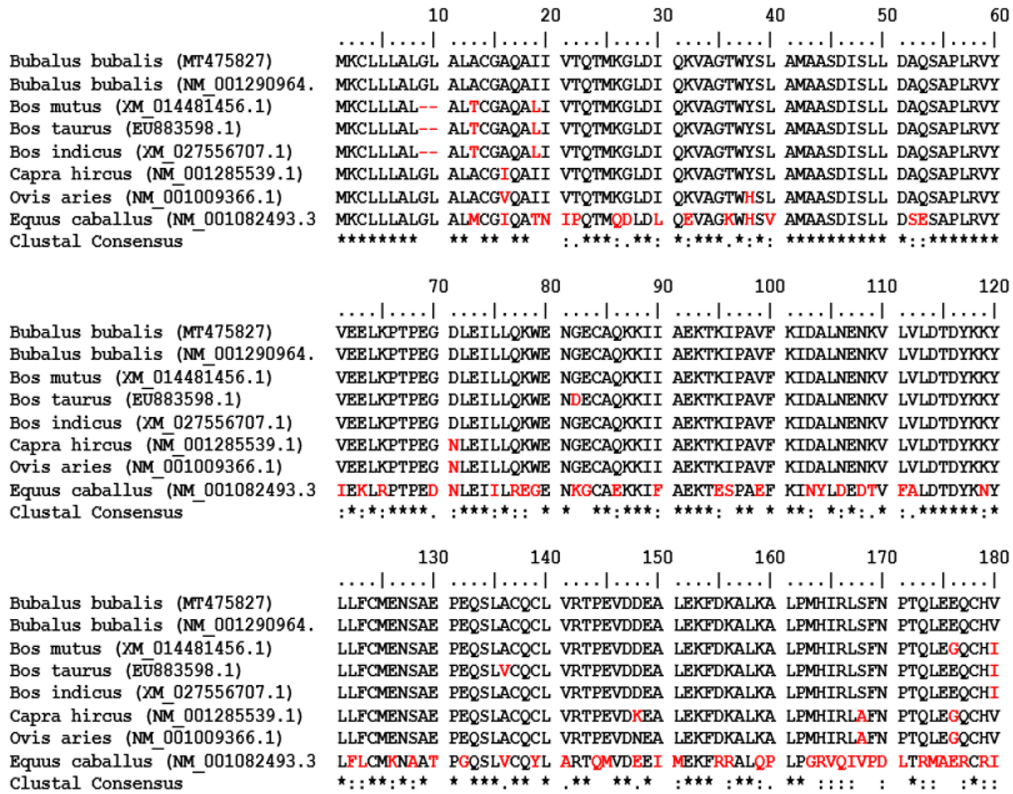 10 20 30 40 50 60
....|....| ....|....| ....|....| ....|....| ....|....| ....|....|
Bubalus bubalis (MT475827) MKCLLLALGL ALACGAQAII VTQTMKGLDI QKVAGTWYSL AMAASDISLL DAQSAPLRVY
Bubalus bubalis (NM_001290964. MKCLLLALGL ALACGAQAII VTQTMKGLDI QKVAGTWYSL AMAASDISLL DAQSAPLRVY
Bos mutus (XM_014481456.1) MKCLLLAL-- ALTCGAQALI VTQTMKGLDI QKVAGTWYSL AMAASDISLL DAQSAPLRVY
Bos taurus (EU883598.1) MKCLLLAL-- ALTCGAQALI VTQTMKGLDI QKVAGTWYSL AMAASDISLL DAQSAPLRVY
Bos indicus (XM_027556707.1) MKCLLLAL-- ALTCGAQALI VTQTMKGLDI QKVAGTWYSL AMAASDISLL DAQSAPLRVY
Capra hircus (NM_001285539.1) MKCLLLALGL ALACGIQAII VTQTMKGLDI QKVAGTWYSL AMAASDISLL DAQSAPLRVY
Ovis aries (NM_001009366.1) MKCLLLALGL ALACGVQAII VTQTMKGLDI QKVAGTWHSL AMAASDISLL DAQSAPLRVY
Equus caballus (NM_001082493.3 MKCLLLALGL ALMCGIQATN IPQTMQDLDL QEVAGKWHSV AMAASDISLL DSESAPLRVY
Clustal Consensus ********   ** ** **   :.***:.**: *:***.*:*: ********** *::*******
70 80 90 100 110 120
....|....| ....|....| ....|....| ....|....| ....|....| ....|....|
Bubalus bubalis (MT475827) VEELKPTPEG DLEILLQKWE NGECAQKKII AEKTKIPAVF KIDALNENKV LVLDTDYKKY
Bubalus bubalis (NM_001290964. VEELKPTPEG DLEILLQKWE NGECAQKKII AEKTKIPAVF KIDALNENKV LVLDTDYKKY
Bos mutus (XM_014481456.1) VEELKPTPEG DLEILLQKWE NGECAQKKII AEKTKIPAVF KIDALNENKV LVLDTDYKKY
Bos taurus (EU883598.1) VEELKPTPEG DLEILLQKWE NDECAQKKII AEKTKIPAVF KIDALNENKV LVLDTDYKKY
Bos indicus (XM_027556707.1) VEELKPTPEG DLEILLQKWE NGECAQKKII AEKTKIPAVF KIDALNENKV LVLDTDYKKY
Capra hircus (NM_001285539.1) VEELKPTPEG NLEILLQKWE NGECAQKKII AEKTKIPAVF KIDALNENKV LVLDTDYKKY
Ovis aries (NM_001009366.1) VEELKPTPEG NLEILLQKWE NGECAQKKII AEKTKIPAVF KIDALNENKV LVLDTDYKKY
Equus caballus (NM_001082493.3 IEKLRPTPED NLEIILREGE NKGCAEKKIF AEKTESPAEF KINYLDEDTV FALDTDYKNY
Clustal Consensus :*:*:****. :***:*:: * *  **:***: ****. ** * **: *:*:.* :.******:*
130 140 150 160 170 180
....|....| ....|....| ....|....| ....|....| ....|....| ....|....|
Bubalus bubalis (MT475827) LLFCMENSAE PEQSLACQCL VRTPEVDDEA LEKFDKALKA LPMHIRLSFN PTQLEEQCHV
Bubalus bubalis (NM_001290964. LLFCMENSAE PEQSLACQCL VRTPEVDDEA LEKFDKALKA LPMHIRLSFN PTQLEEQCHV
Bos mutus (XM_014481456.1) LLFCMENSAE PEQSLACQCL VRTPEVDDEA LEKFDKALKA LPMHIRLSFN PTQLEGQCHI
Bos taurus (EU883598.1) LLFCMENSAE PEQSLVCQCL VRTPEVDDEA LEKFDKALKA LPMHIRLSFN PTQLEEQCHI
Bos indicus (XM_027556707.1) LLFCMENSAE PEQSLACQCL VRTPEVDDEA LEKFDKALKA LPMHIRLSFN PTQLEEQCHI
Capra hircus (NM_001285539.1) LLFCMENSAE PEQSLACQCL VRTPEVDKEA LEKFDKALKA LPMHIRLAFN PTQLEGQCHV
Ovis aries (NM_001009366.1) LLFCMENSAE PEQSLACQCL VRTPEVDNEA LEKFDKALKA LPMHIRLAFN PTQLEGQCHV
Equus caballus (NM_001082493.3 LFLCMKNAAT PGQSLVCQYL ARTQMVDEEI MEKFRRALQP LPGRVQIVPD LTRMAERCRI
Clustal Consensus *::**:*:*  * *** ** *  **  **:*  :*** :**:. ** ::::  :  *::  :*::